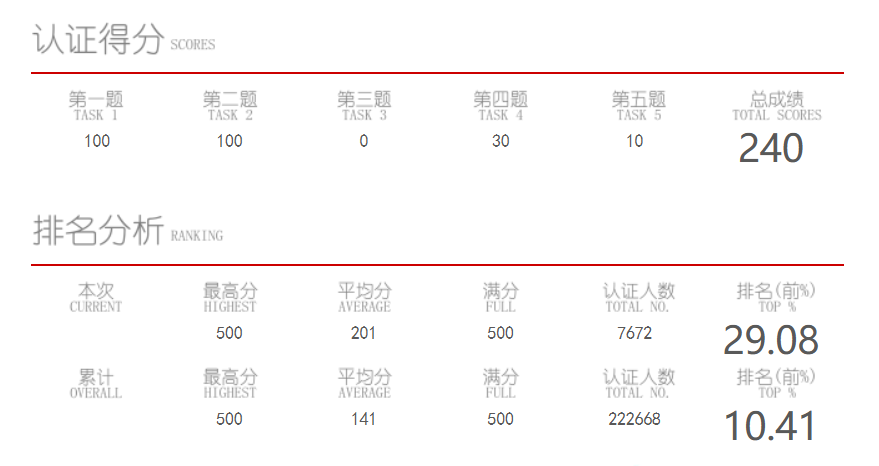 认证得分 SCORES
第一题 第二题 第三题 第四题 第五题 总成绩
TASK 1 TASK 2 TASK 3 TASK 4 TASK 5 TOTAL SCORES
100 100 0 30 10 240
排名分析 RANKING
本次 最高分 平均分 满分 认证人数 排名(前%)
CURRENT HIGHEST AVERAGE FULL TOTAL NO. TOP %
500 201 500 7672 29.08
累计 最高分 平均分 满分 认证人数 排名(前%)
OVERALL HIGHEST AVERAGE FULL TOTAL NO. TOP %
500 141 500 222668 10.41